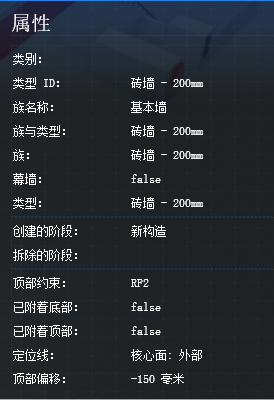 属性
类别:
类型 ID: 砖墙 - 200mm
族名称: 基本墙
族与类型: 砖墙 - 200mm
族: 砖墙 - 200mm
幕墙: false
类型: 砖墙 - 200mm
创建的阶段: 新构造
拆除的阶段:
顶部约束: RF2
已附着底部: false
已附着顶部: false
定位线: 核心面: 外部
顶部偏移: -150 毫米